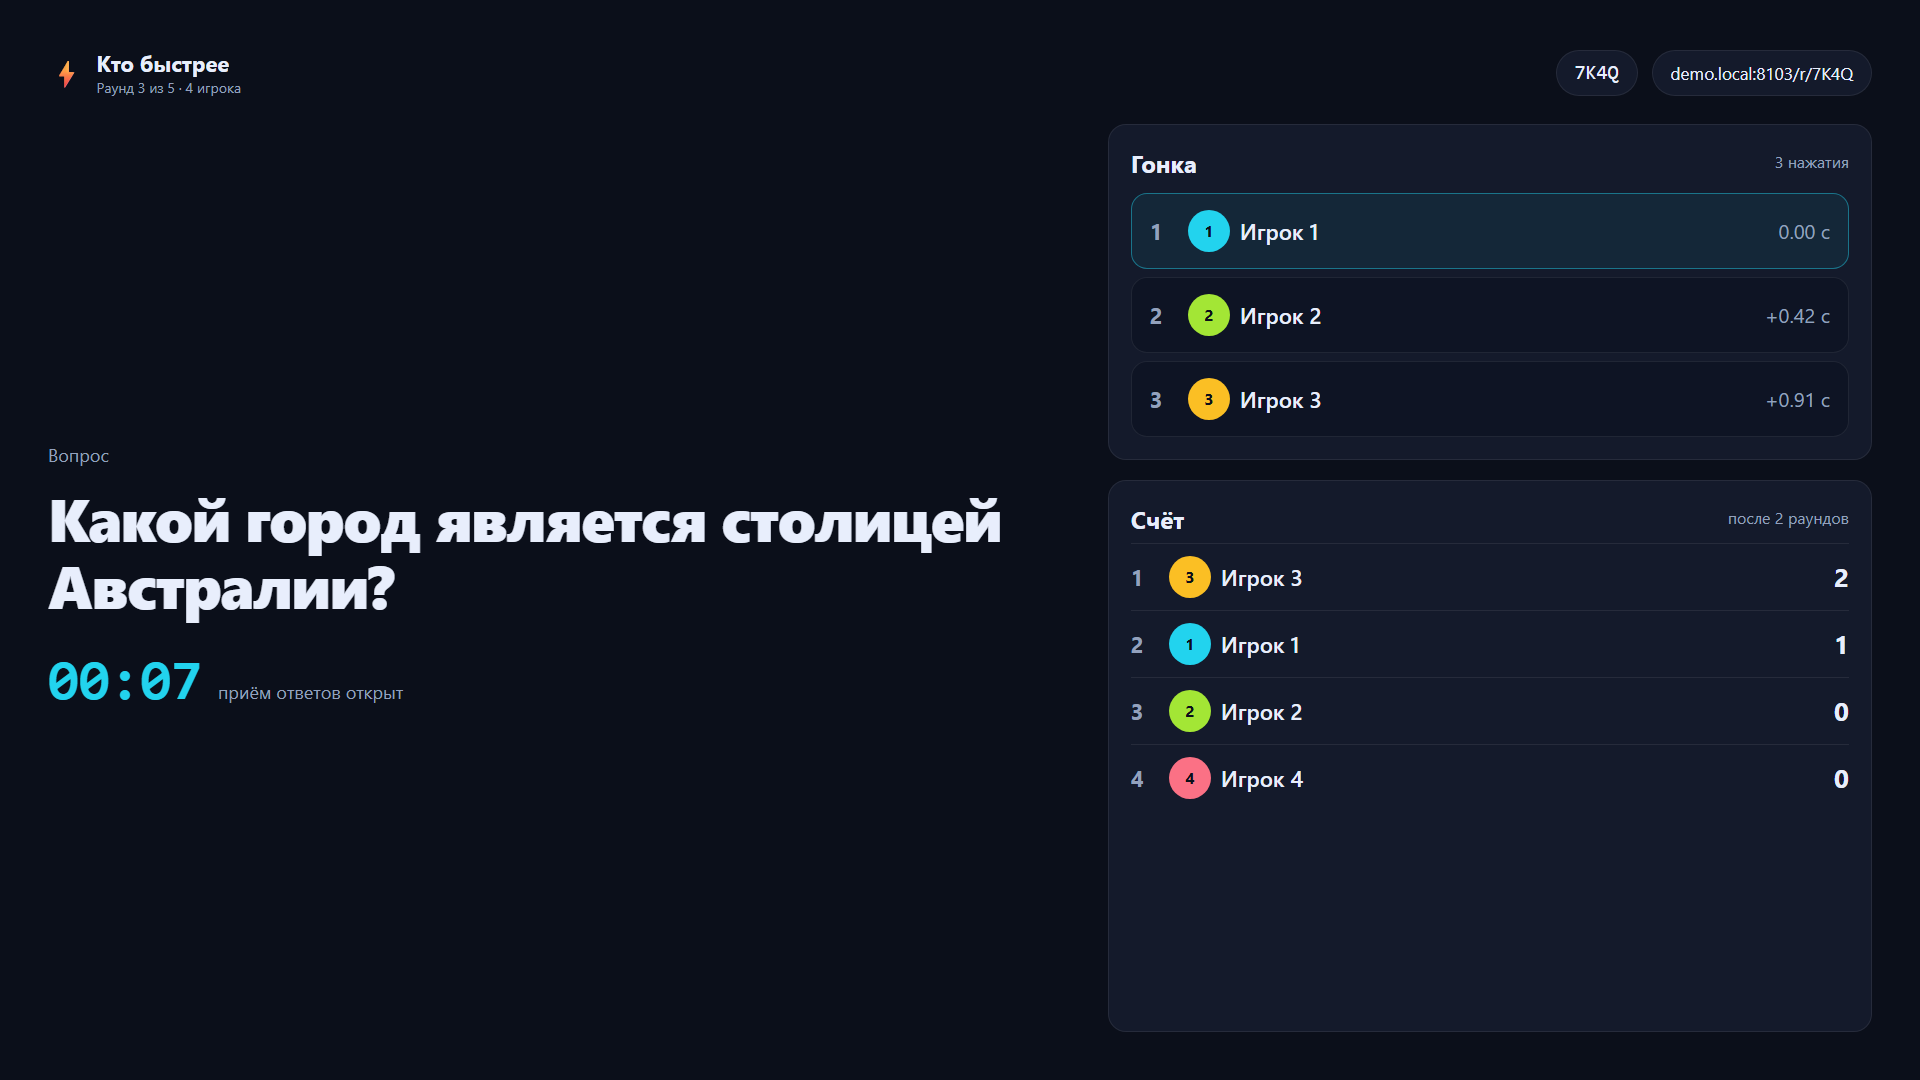 Кто быстрее
Раунд 3 из 5 · 4 игрока
7K4Q
demo.local:8103/r/7K4Q
Вопрос
Какой город является столицей
Австралии?
00:07 приём ответов открыт
Гонка 3 нажатия
1 1 Игрок 1 0.00 с
2 2 Игрок 2 +0.42 с
3 3 Игрок 3 +0.91 с
Счёт после 2 раундов
1 3 Игрок 3 2
2 1 Игрок 1 1
3 2 Игрок 2 0
4 4 Игрок 4 0